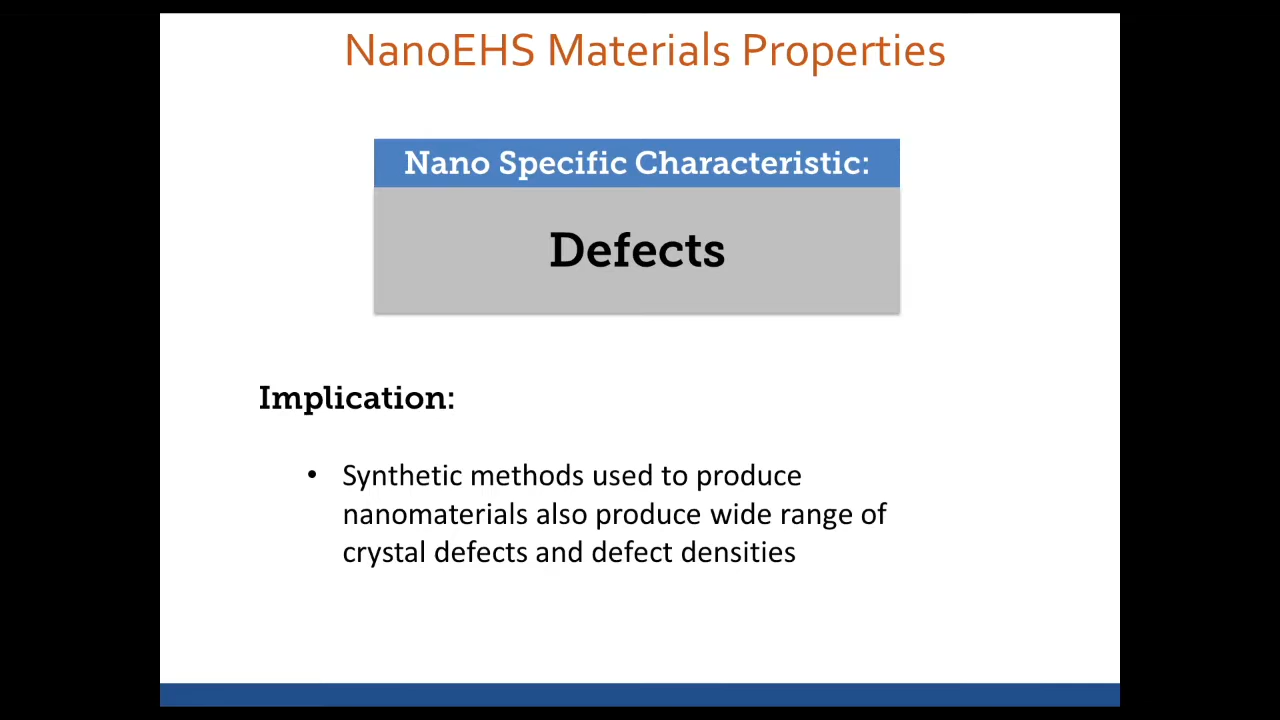 NanoEHS Materials Properties
Nano Specific Characteristic:
Defects
Implication:
• Synthetic methods used to produce
nanomaterials also produce wide range of
crystal defects and defect densities